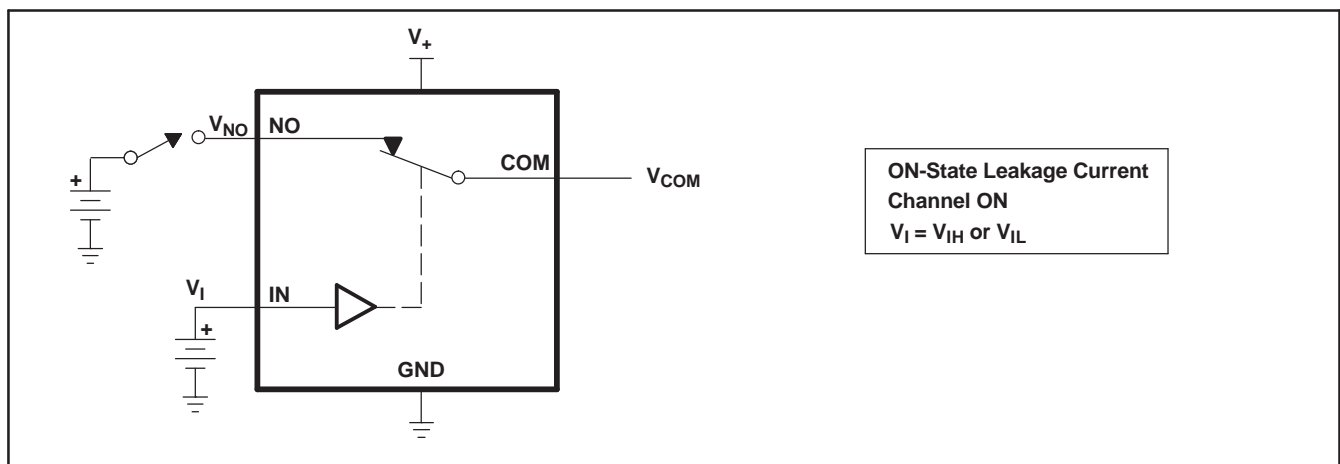 V+
VNO NO
COM
VCOM
+
VI IN
+
GND
ON-State Leakage Current
Channel ON
VI = VIH or VIL